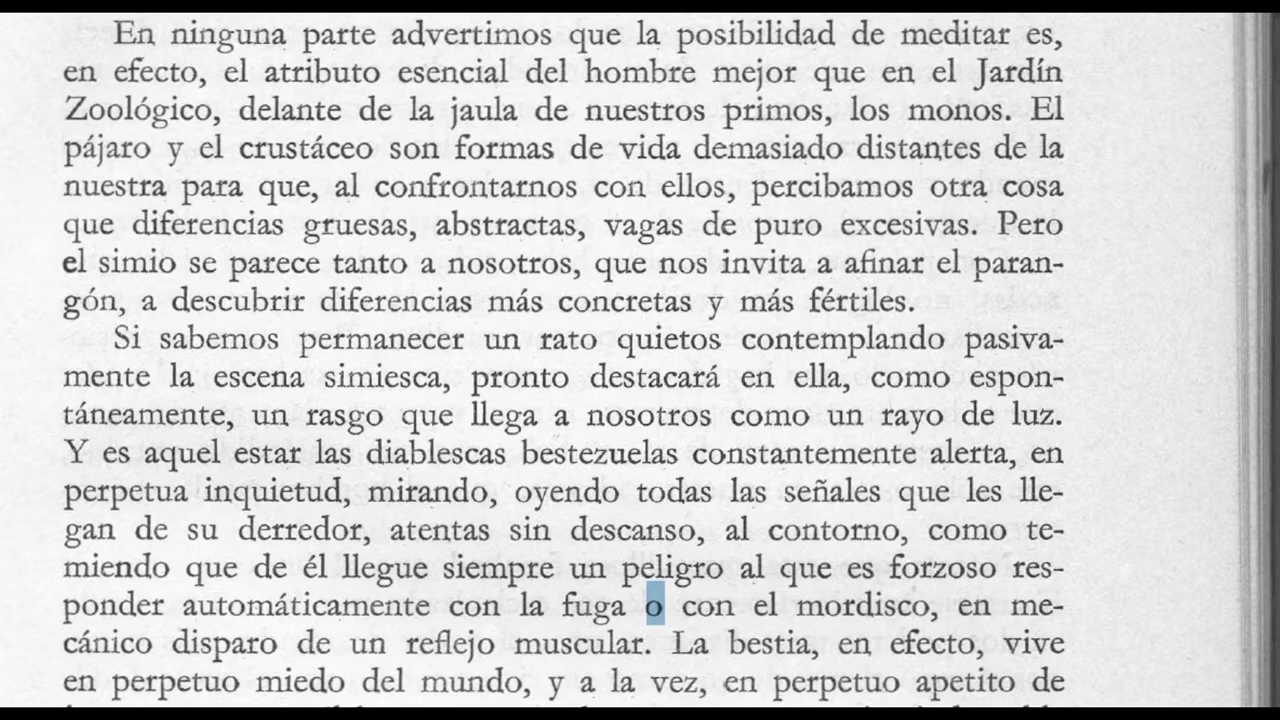 En ninguna parte advertimos que la posibilidad de meditar es,
en efecto, el atributo esencial del hombre mejor que en el Jardín
Zoológico, delante de la jaula de nuestros primos, los monos. El
pájaro y el crustáceo son formas de vida demasiado distantes de la
nuestra para que, al confrontarnos con ellos, percibamos otra cosa
que diferencias gruesas, abstractas, vagas de puro excesivas. Pero
el simio se parece tanto a nosotros, que nos invita a afinar el paran-
gón, a descubrir diferencias más concretas y más fértiles.
Si sabemos permanecer un rato quietos contemplando pasiva-
mente la escena simiesca, pronto destacará en ella, como espon-
táneamente, un rasgo que llega a nosotros como un rayo de luz.
Y es aquel estar las diablescas bestezuelas constantemente alerta, en
perpetua inquietud, mirando, oyendo todas las señales que les lle-
gan de su derredor, atentas sin descanso, al contorno, como te-
miendo que de él llegue siempre un peligro al que es forzoso res-
ponder automáticamente con la fuga o con el mordisco, en me-
cánico disparo de un reflejo muscular. La bestia, en efecto, vive
en perpetuo miedo del mundo, y a la vez, en perpetuo apetito de